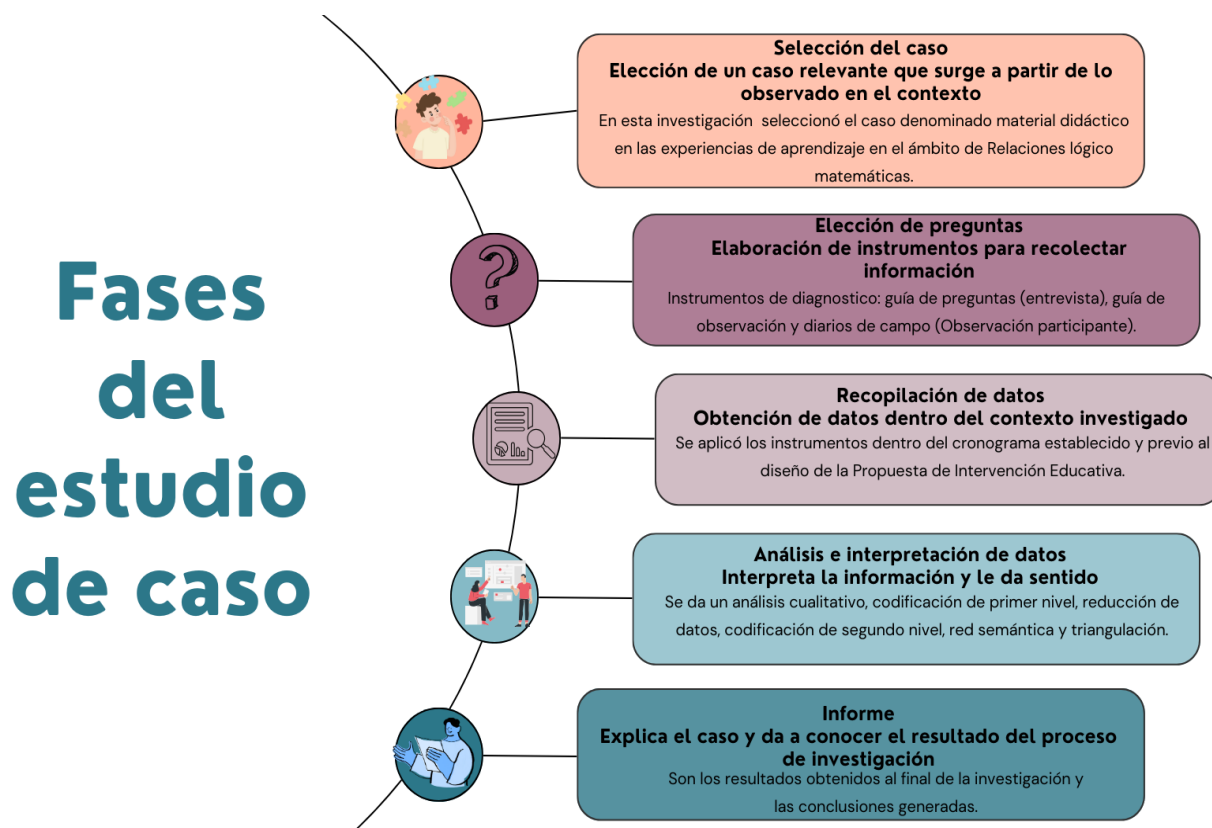 Fases
del
estudio
de caso
Selección del caso
Elección de un caso relevante que surge a partir de lo
observado en el contexto
En esta investigación seleccionó el caso denominado material didáctico
en las experiencias de aprendizaje en el ámbito de Relaciones lógico
matemáticas.
?
Elección de preguntas
Elaboración de instrumentos para recolectar
información
Instrumentos de diagnostico: guía de preguntas (entrevista), guía de
observación y diarios de campo (Observación participante).
Recopilación de datos
Obtención de datos dentro del contexto investigado
Se aplicó los instrumentos dentro del cronograma establecido y previo al
diseño de la Propuesta de Intervención Educativa.
Análisis e interpretación de datos
Interpreta la información y le da sentido
Se da un análisis cualitativo, codificación de primer nivel, reducción de
datos, codificación de segundo nivel, red semántica y triangulación.
Informe
Explica el caso y da a conocer el resultado del proceso
de investigación
Son los resultados obtenidos al final de la investigación y
las conclusiones generadas.